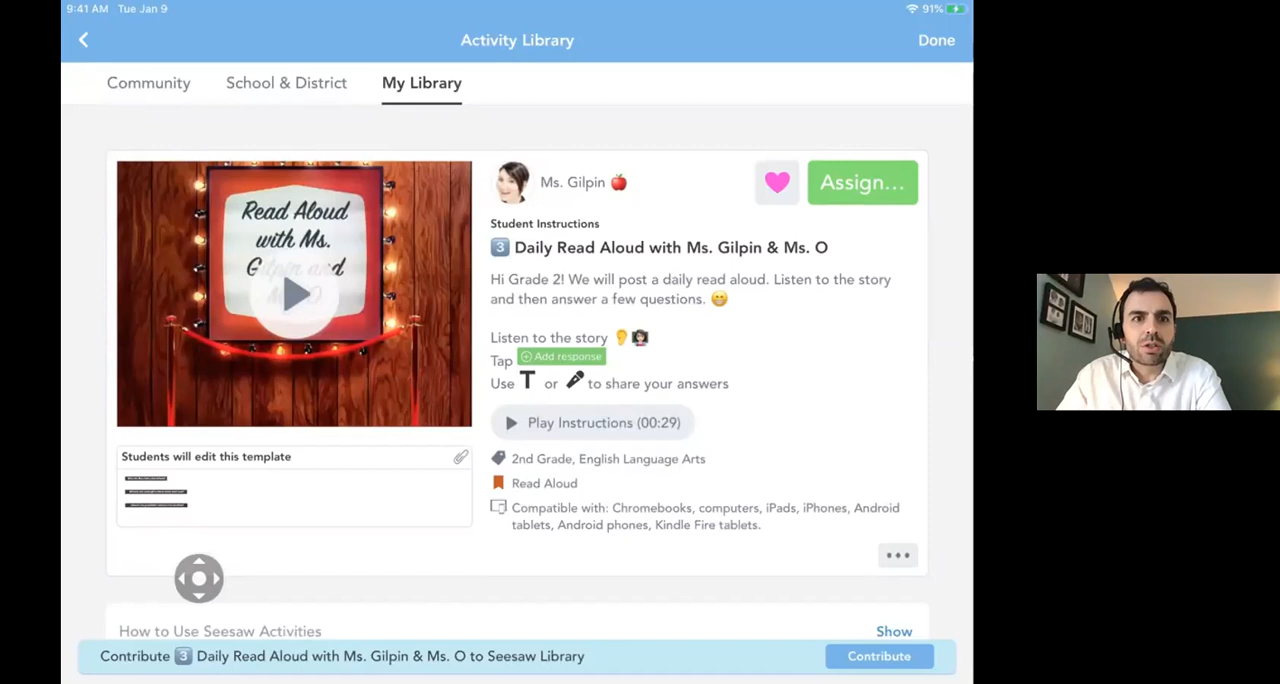 9:41 AM Tue Jan 9
91%
Activity Library
Done
Community
School & District
My Library
Read Aloud
with Ms.
Gilpin and
Ms. Gilpin
Assign...
Student Instructions
3 Daily Read Aloud with Ms. Gilpin & Ms. O
Hi Grade 2! We will post a daily read aloud. Listen to the story
and then answer a few questions.
Listen to the story
Tap Add response
Use T or to share your answers
Play Instructions (00:29)
Students will edit this template
2nd Grade, English Language Arts
Read Aloud
Compatible with: Chromebooks, computers, iPads, iPhones, Android
tablets, Android phones, Kindle Fire tablets.
How to Use Seesaw Activities
Show
Contribute 3 Daily Read Aloud with Ms. Gilpin & Ms. O to Seesaw Library
Contribute